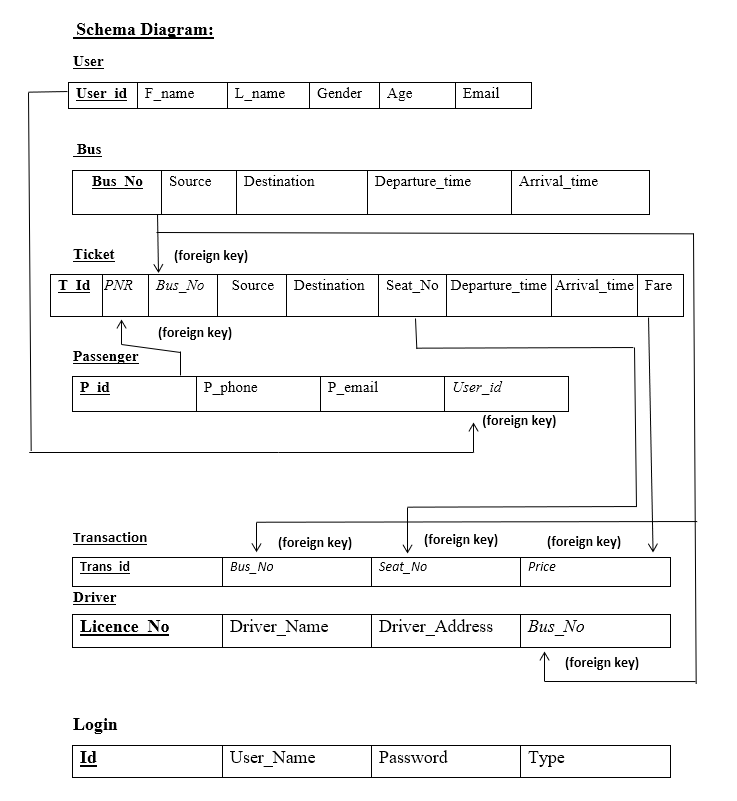 Schema Diagram:
User
User_id F_name L_name Gender Age Email
Bus
Bus_No Source Destination Departure_time Arrival_time
Ticket (foreign key)
T_Id PNR Bus_No Source Destination Seat_No Departure_time Arrival_time Fare
(foreign key)
Passenger
P_id P_phone P_email User_id
(foreign key)
Transaction (foreign key) (foreign key) (foreign key)
Trans_id Bus_No Seat_No Price
Driver
Licence_No Driver_Name Driver_Address Bus_No
(foreign key)
Login
Id User_Name Password Type